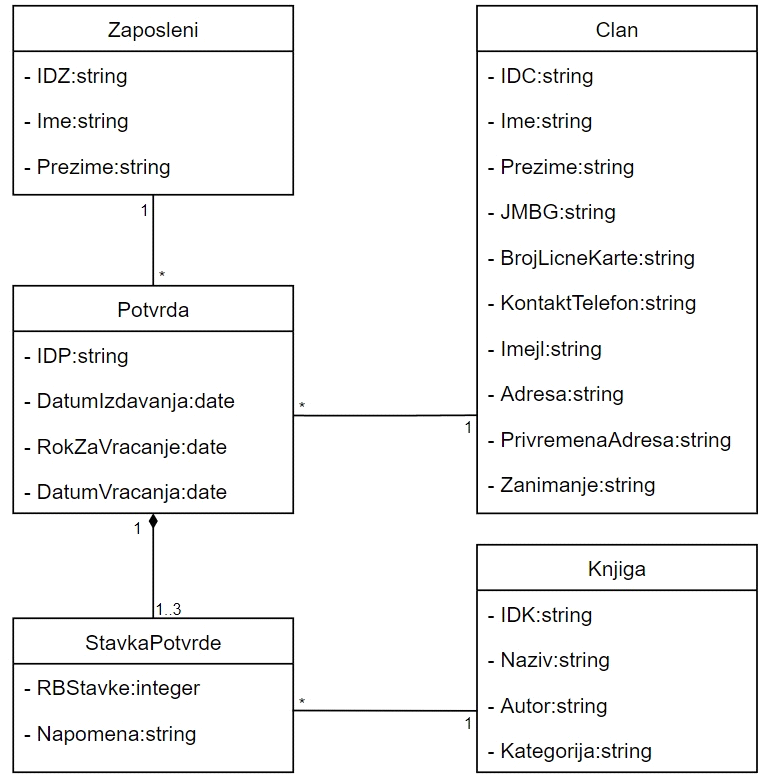 Zaposleni
- IDZ:string
- Ime:string
- Prezime:string
1
*
Potvrda
- IDP:string
- DatumIzdavanja:date
- RokZaVracanje:date
- DatumVracanja:date
1
1..3
StavkaPotvrde
- RBStavke:integer
- Napomena:string
*
1
Clan
- IDC:string
- Ime:string
- Prezime:string
- JMBG:string
- BrojLicneKarte:string
- KontaktTelefon:string
- Imejl:string
- Adresa:string
- PrivremenaAdresa:string
- Zanimanje:string
*
1
Knjiga
- IDK:string
- Naziv:string
- Autor:string
- Kategorija:string